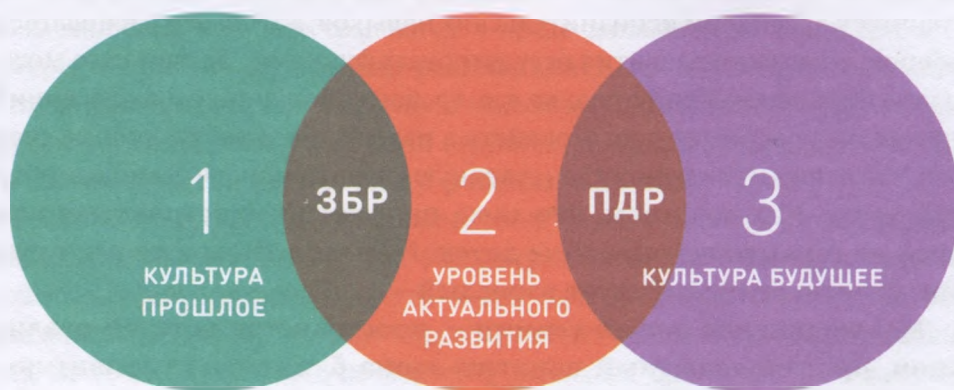 1
ЗБР
2
ПДР
3
КУЛЬТУРА
ПРОШЛОЕ
УРОВЕНЬ
АКТУАЛЬНОГО
РАЗВИТИЯ
КУЛЬТУРА БУДУЩЕЕ